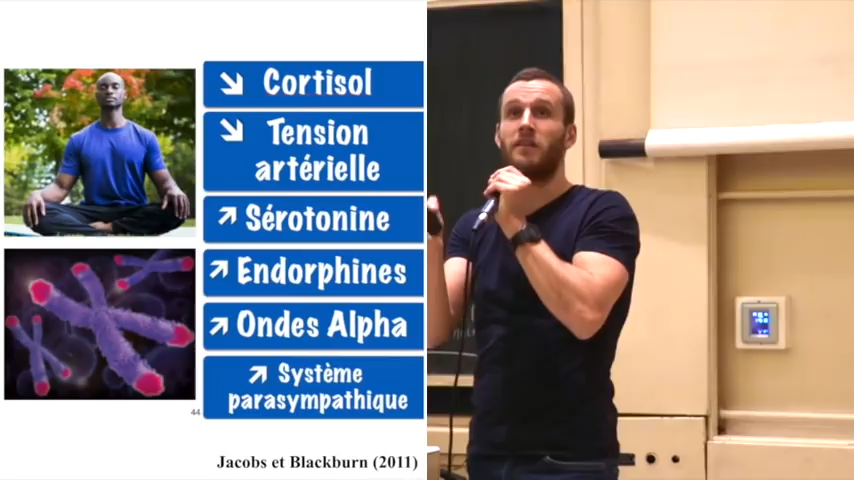 ↘ Cortisol
↘ Tension
artérielle
↗ Sérotonine
↗ Endorphines
↗ Ondes Alpha
↗ Système
parasympathique
44
Jacobs et Blackburn (2011)